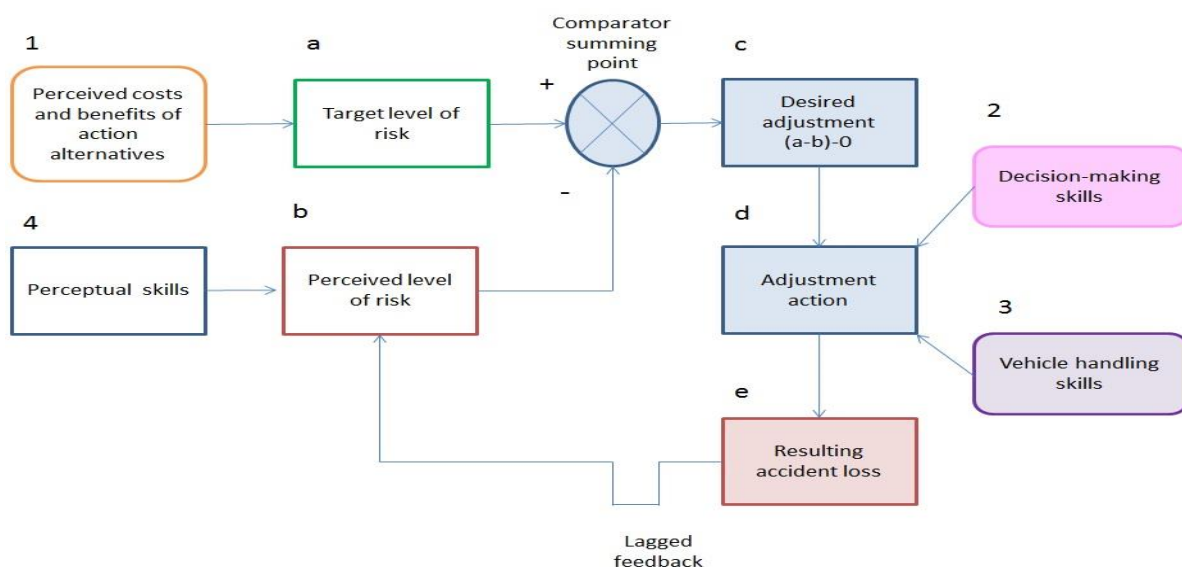 1
a
Comparator
summing
point
c
Perceived costs
and benefits of
action
alternatives
Target level of
risk
+
Desired
adjustment
(a-b)-0
2
Decision-making
skills
-
4
b
d
Perceptual skills
Perceived level
of risk
Adjustment
action
3
Vehicle handling
skills
e
Resulting
accident loss
Lagged
feedback